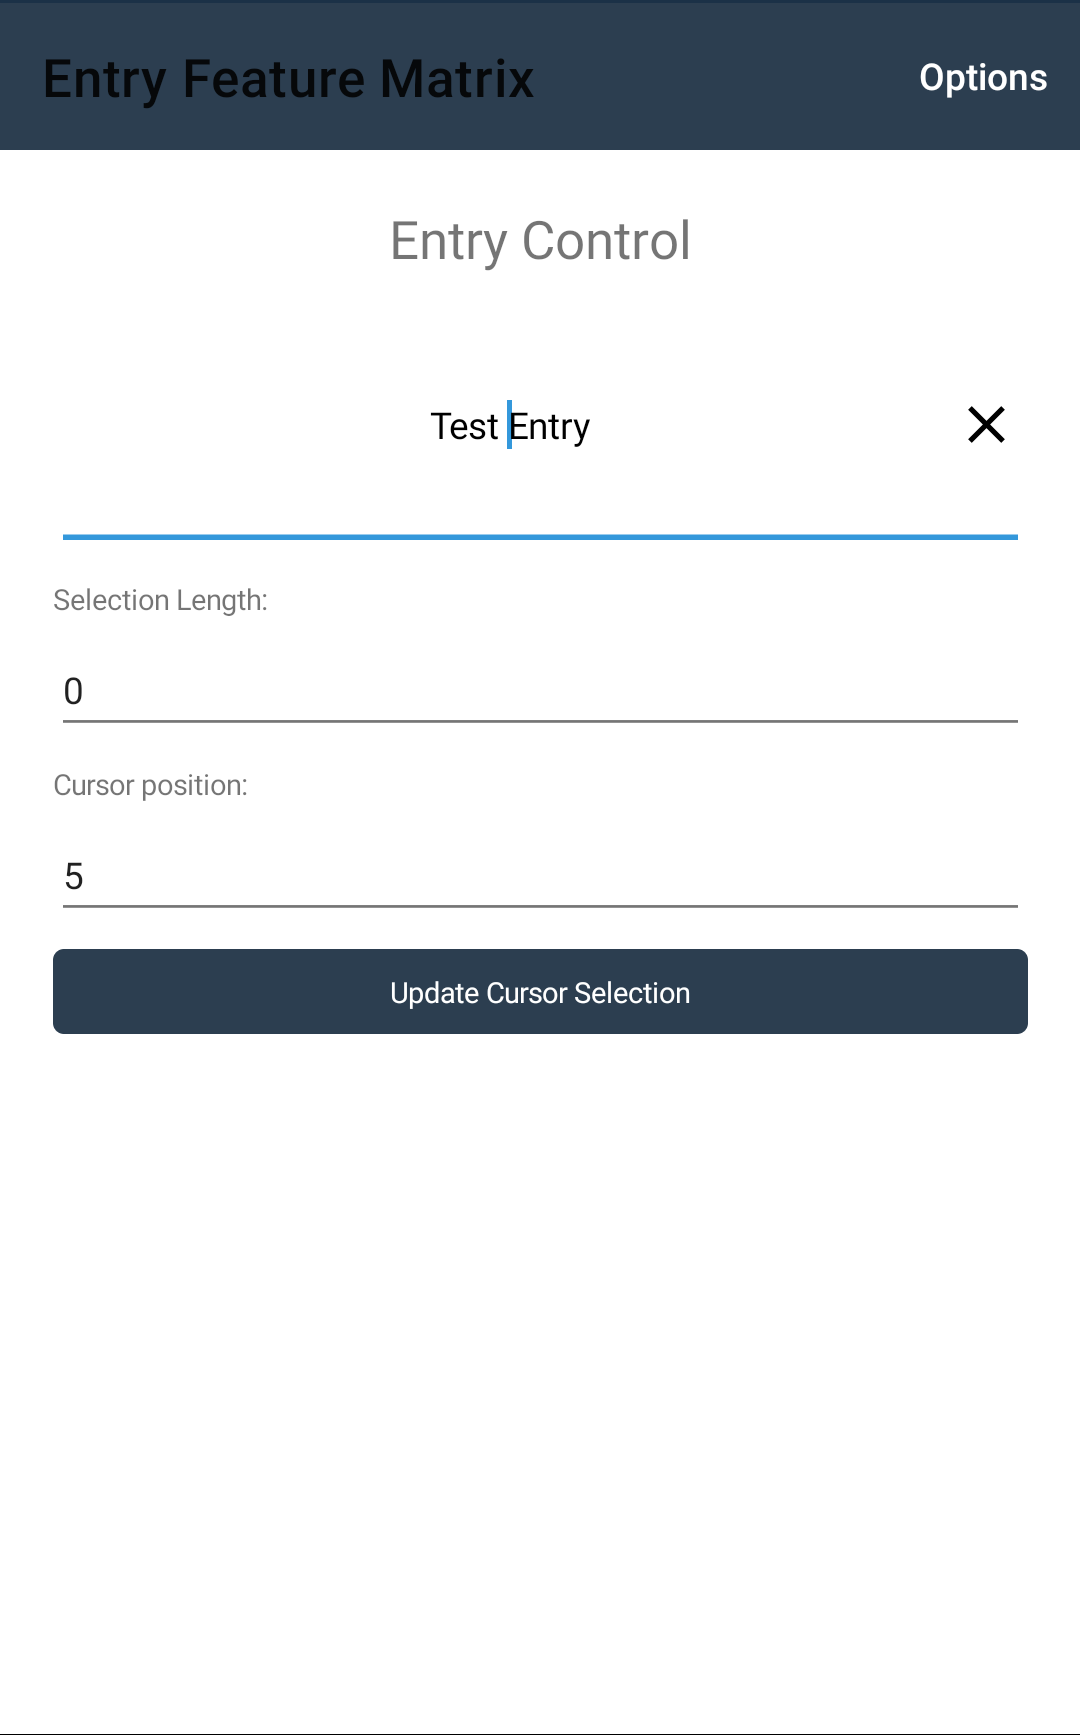 Entry Feature Matrix
Options
Entry Control
Test Entry
Selection Length:
0
Cursor position:
5
Update Cursor Selection